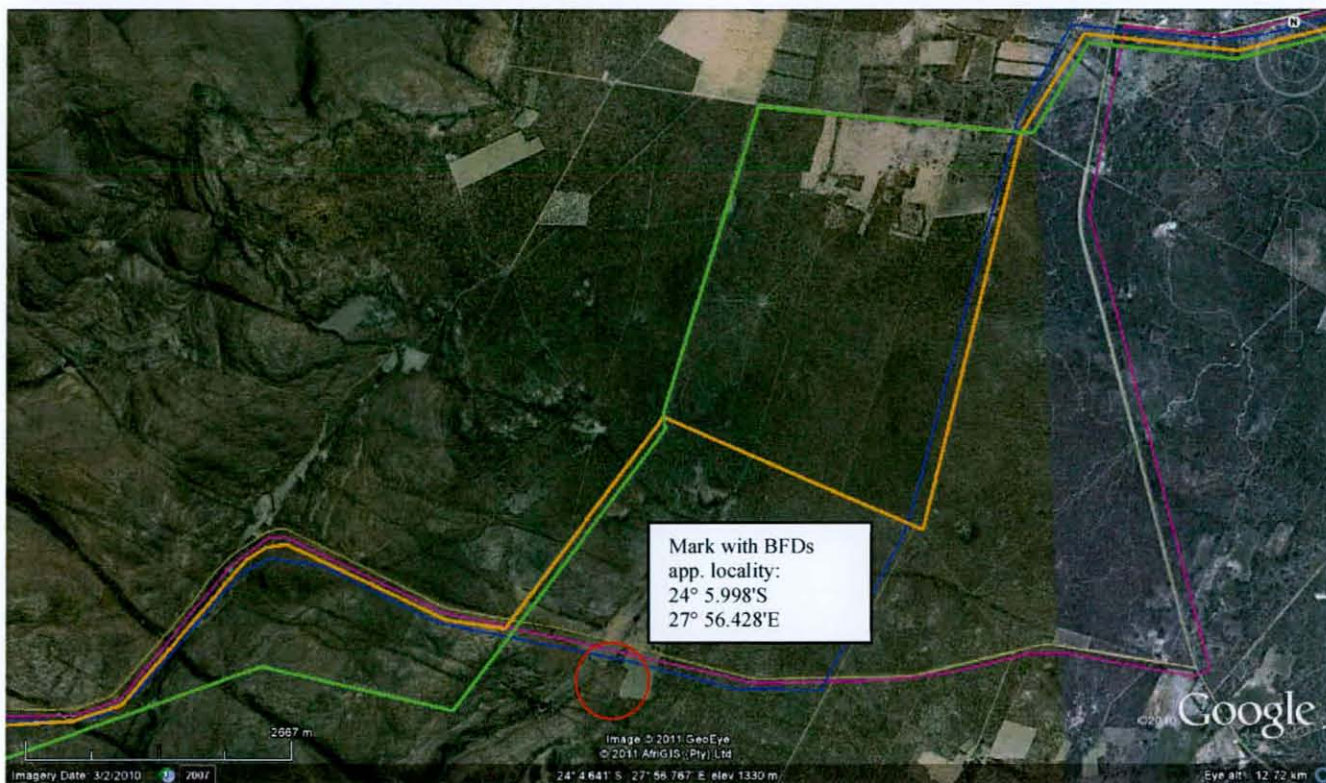 N
Mark with BFDs
app. locality:
24° 5.998'S
27° 56.428'E
©2010 Google
2667 m
Image © 2011 GeoEye
© 2011 AfriGIS (Pty) Ltd
Imagery Date: 3/2/2010 2007 24° 4.641' S 27° 56.767' E elev 1330 m Eye alt 12.72 km